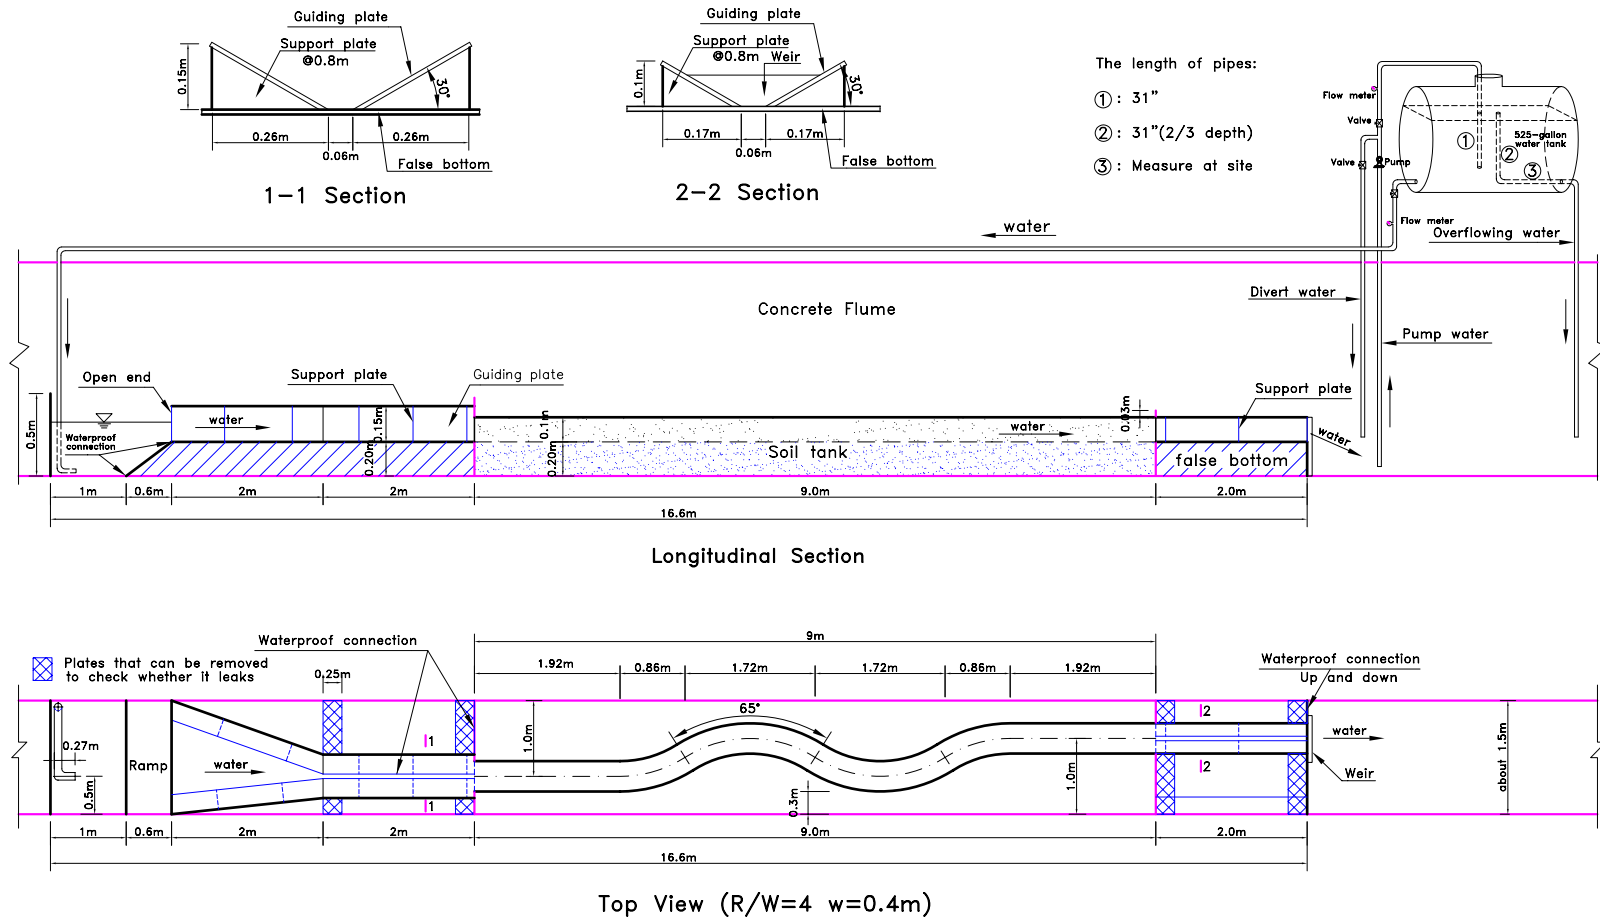 Guiding plate
Support plate
@0.8m
0.15m
30°
0.26m
0.06m
0.26m
False bottom
1-1 Section
Guiding plate
Support plate
@0.8m
Weir
0.1m
30°
0.17m
0.06m
0.17m
False bottom
2-2 Section
The length of pipes:
①: 31"
②: 31"(2/3 depth)
③: Measure at site
Flow meter
Valve
Valve
Pump
①
②
③
525-gallon
water tank
Flow meter
Overflowing water
water
Divert water
Pump water
Concrete Flume
Open end
Support plate
Guiding plate
Support plate
0.5m
Waterproof
connection
water
0.15m
0.20m
0.1m
0.20m
Soil tank
water
0.03m
false bottom
water
1m
0.6m
2m
2m
9.0m
2.0m
16.6m
Longitudinal Section
Plates that can be removed
to check whether it leaks
Waterproof connection
0.25m
9m
1.92m
0.86m
1.72m
1.72m
0.86m
1.92m
Waterproof connection
Up and down
65°
1.0m
1
1
2
2
0.27m
0.5m
Ramp
water
0.3m
1.0m
water
Weir
about 1.5m
1m
0.6m
2m
2m
9.0m
2.0m
16.6m
Top View (R/W=4 w=0.4m)